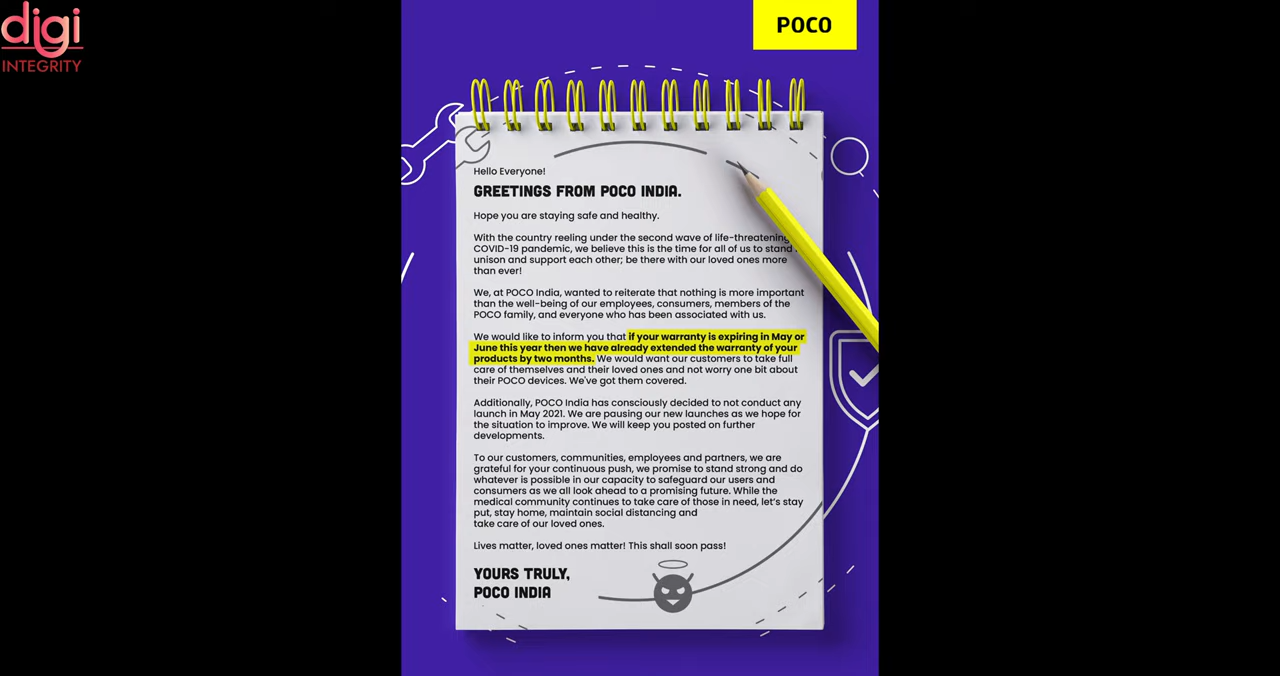 digi
INTEGRITY
POCO
Hello Everyone!
GREETINGS FROM POCO INDIA.
Hope you are staying safe and healthy.
With the country reeling under the second wave of life-threatening
COVID-19 pandemic, we believe this is the time for all of us to stand
unison and support each other; be there with our loved ones more
than ever!
We, at POCO India, wanted to reiterate that nothing is more important
than the well-being of our employees, consumers, members of the
POCO family, and everyone who has been associated with us.
We would like to inform you that if your warranty is expiring in May or
June this year then we have already extended the warranty of your
products by two months. We would want our customers to take full
care of themselves and their loved ones and not worry one bit about
their POCO devices. We've got them covered.
Additionally, POCO India has consciously decided to not conduct any
launch in May 2021. We are pausing our new launches as we hope for
the situation to improve. We will keep you posted on further
developments.
To our customers, communities, employees and partners, we are
grateful for your continuous push, we promise to stand strong and do
whatever is possible in our capacity to safeguard our users and
consumers as we all look ahead to a promising future. While the
medical community continues to take care of those in need, let's stay
put, stay home, maintain social distancing and
take care of our loved ones.
Lives matter, loved ones matter! This shall soon pass!
YOURS TRULY,
POCO INDIA